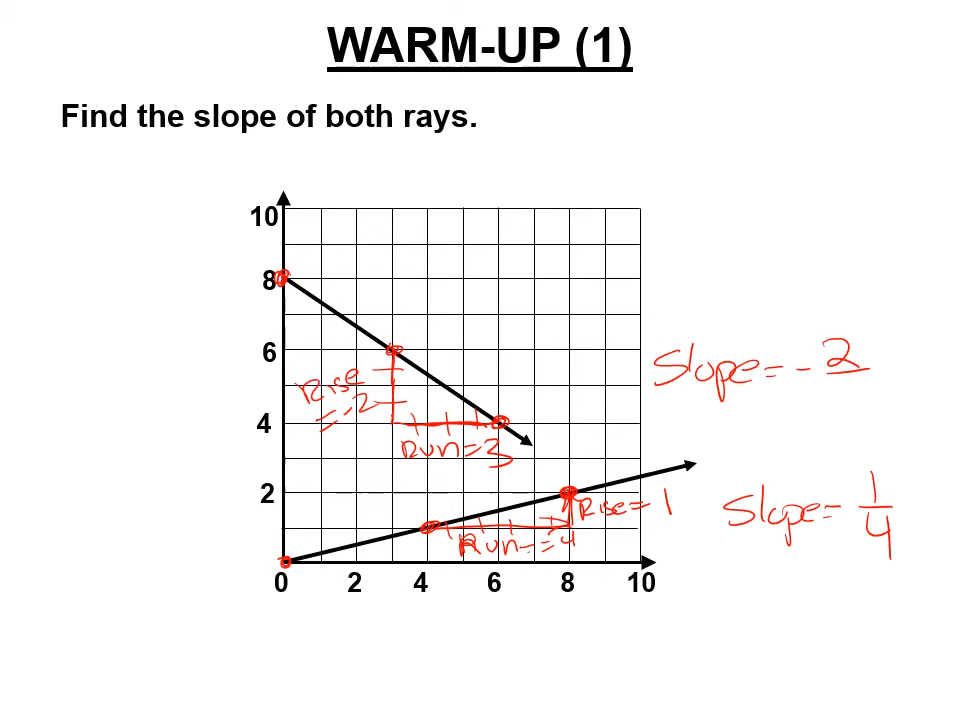 WARM-UP (1)
Find the slope of both rays.
10
8
6
4
2
0 2 4 6 8 10
Rise
=-2
Run=3
Rise=1
Run=4
Slope=-2
Slope=1/4